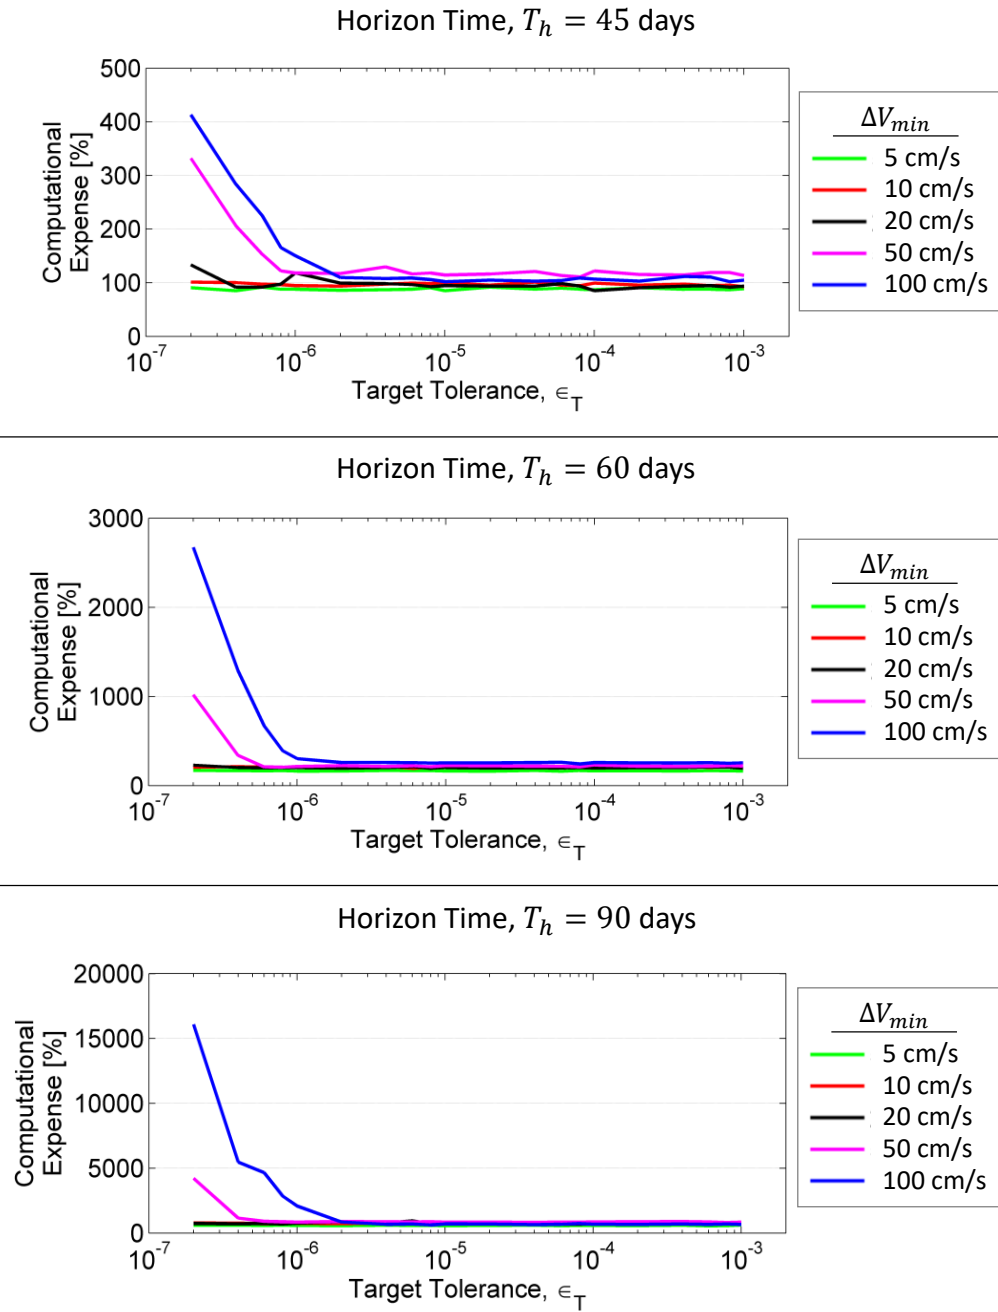 Horizon Time, T_h = 45 days
500
400
300
200
100
0
Computational
Expense [%]
10^-7
10^-6
10^-5
10^-4
10^-3
Target Tolerance, ∈_T
ΔV_min
5 cm/s
10 cm/s
20 cm/s
50 cm/s
100 cm/s
Horizon Time, T_h = 60 days
3000
2000
1000
0
Computational
Expense [%]
10^-7
10^-6
10^-5
10^-4
10^-3
Target Tolerance, ∈_T
ΔV_min
5 cm/s
10 cm/s
20 cm/s
50 cm/s
100 cm/s
Horizon Time, T_h = 90 days
20000
15000
10000
5000
0
Computational
Expense [%]
10^-7
10^-6
10^-5
10^-4
10^-3
Target Tolerance, ∈_T
ΔV_min
5 cm/s
10 cm/s
20 cm/s
50 cm/s
100 cm/s